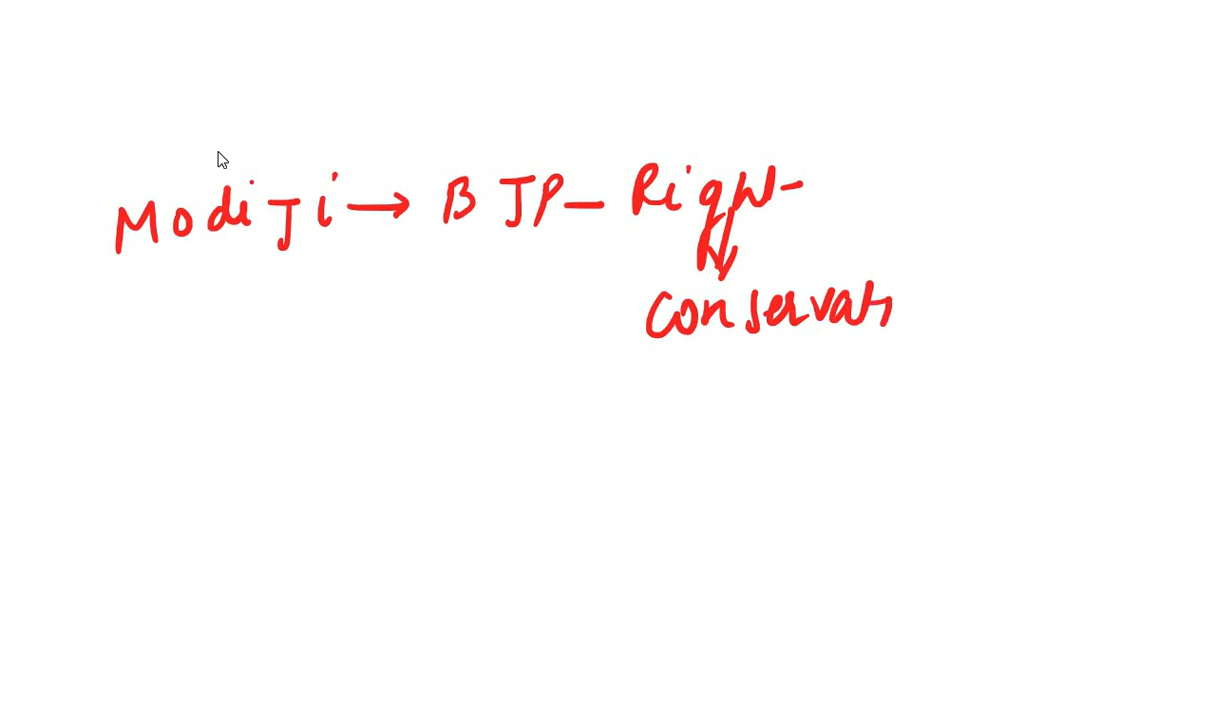 Modi Ji → BJP – Right –
Conservati